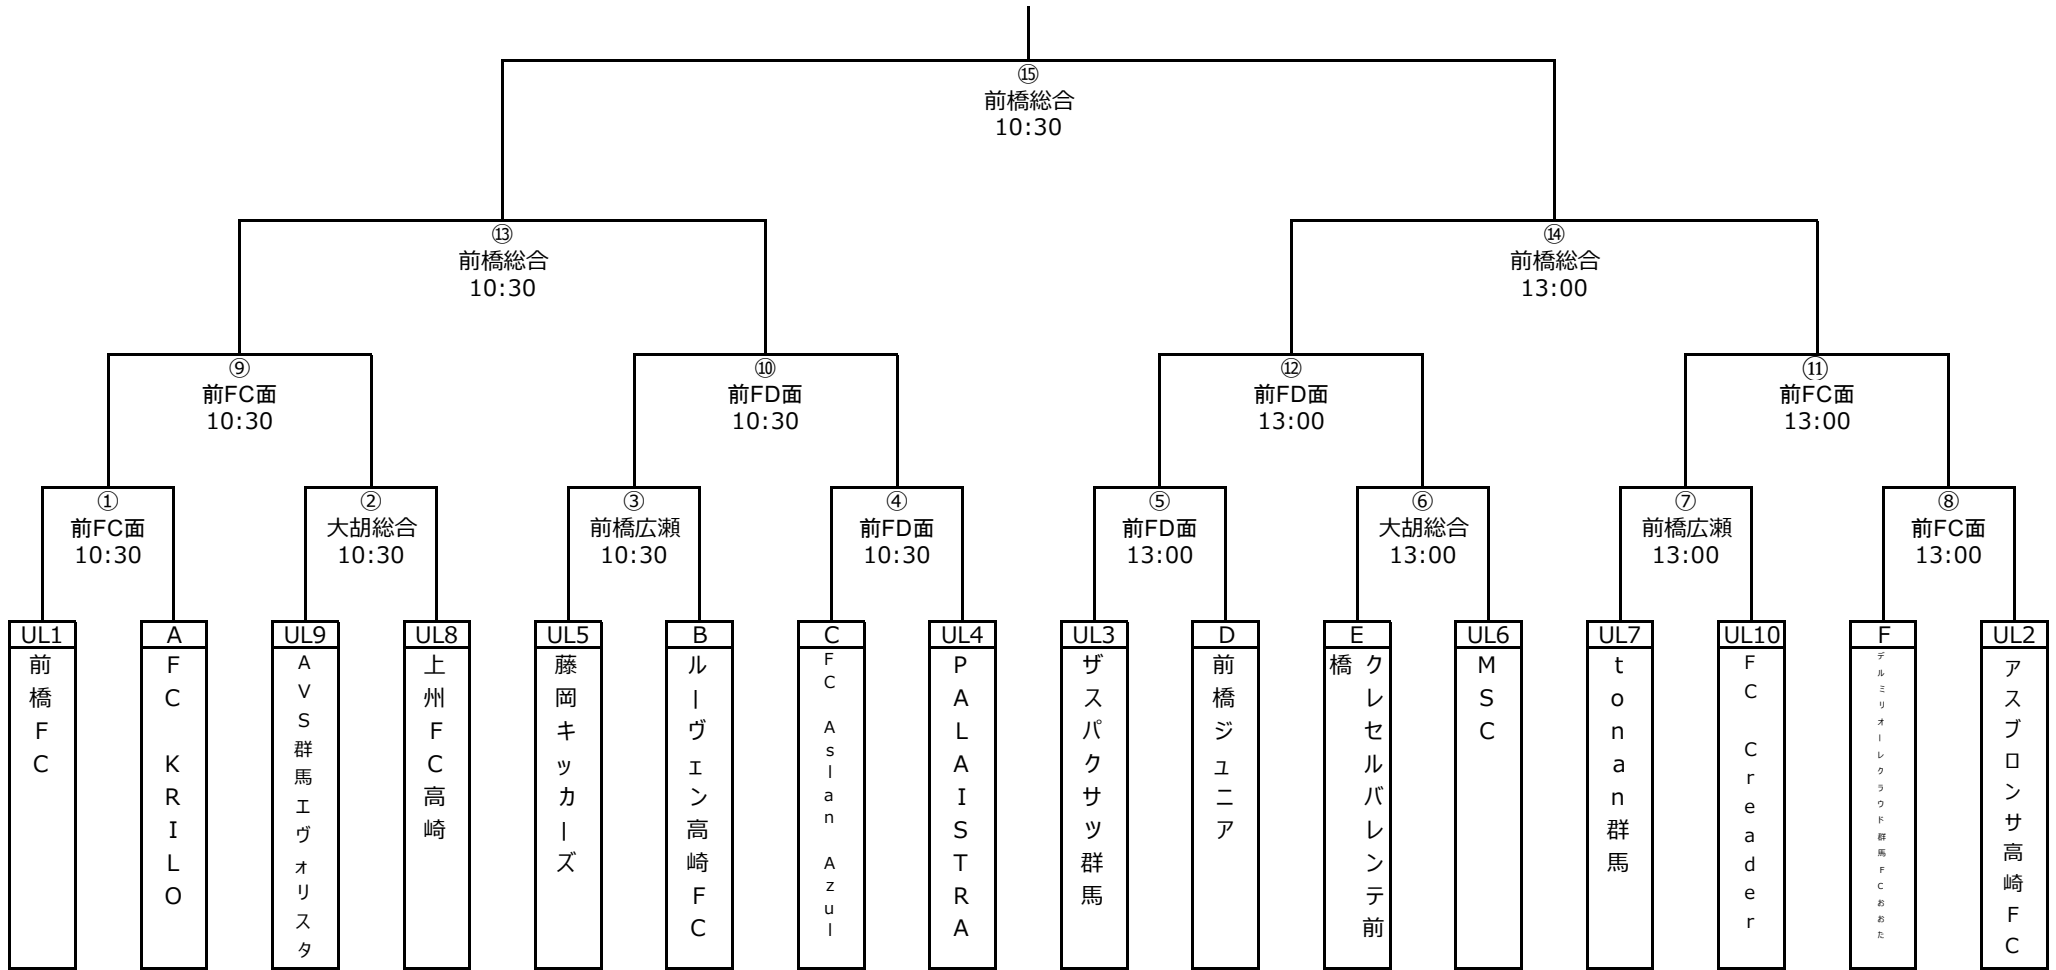 ⑮
前橋総合
10:30
⑬
前橋総合
10:30
⑭
前橋総合
13:00
⑨
前FC面
10:30
⑩
前FD面
10:30
⑫
前FD面
13:00
⑪
前FC面
13:00
①
前FC面
10:30
②
大胡総合
10:30
③
前橋広瀬
10:30
④
前FD面
10:30
⑤
前FD面
13:00
⑥
大胡総合
13:00
⑦
前橋広瀬
13:00
⑧
前FC面
13:00
UL1
前橋FC
A
FC KRILO
UL9
AVS群馬エヴォリスタ
UL8
上州FC高崎
UL5
藤岡キッカーズ
B
ルーヴェン高崎FC
C
FC Aslan Azul
UL4
PALAISTRA
UL3
ザスパクサッツ群馬
D
前橋ジュニア
E
クレセルバレンテ前
橋
UL6
MSC
UL7
tonan群馬
UL10
FC Creader
F
デルミリオーレクラウド群馬FCおおた
UL2
アスブロンサ高崎FC